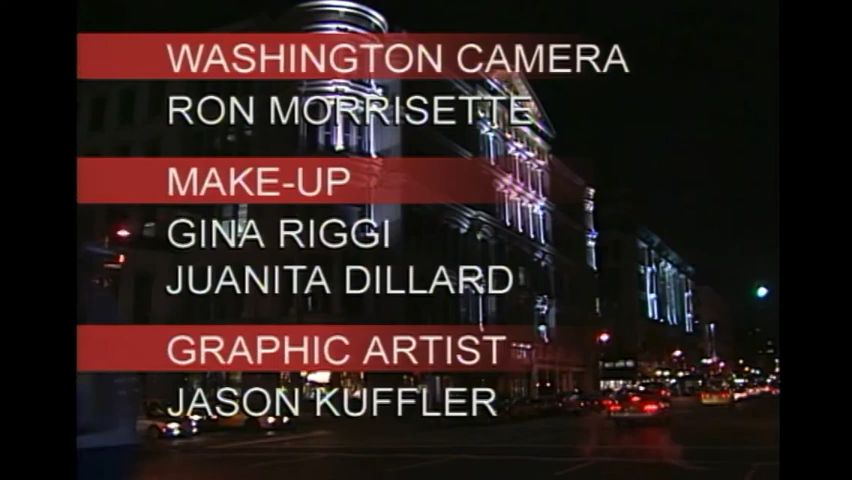 WASHINGTON CAMERA
RON MORRISETTE
MAKE-UP
GINA RIGGI
JUANITA DILLARD
GRAPHIC ARTIST
JASON KUFFLER